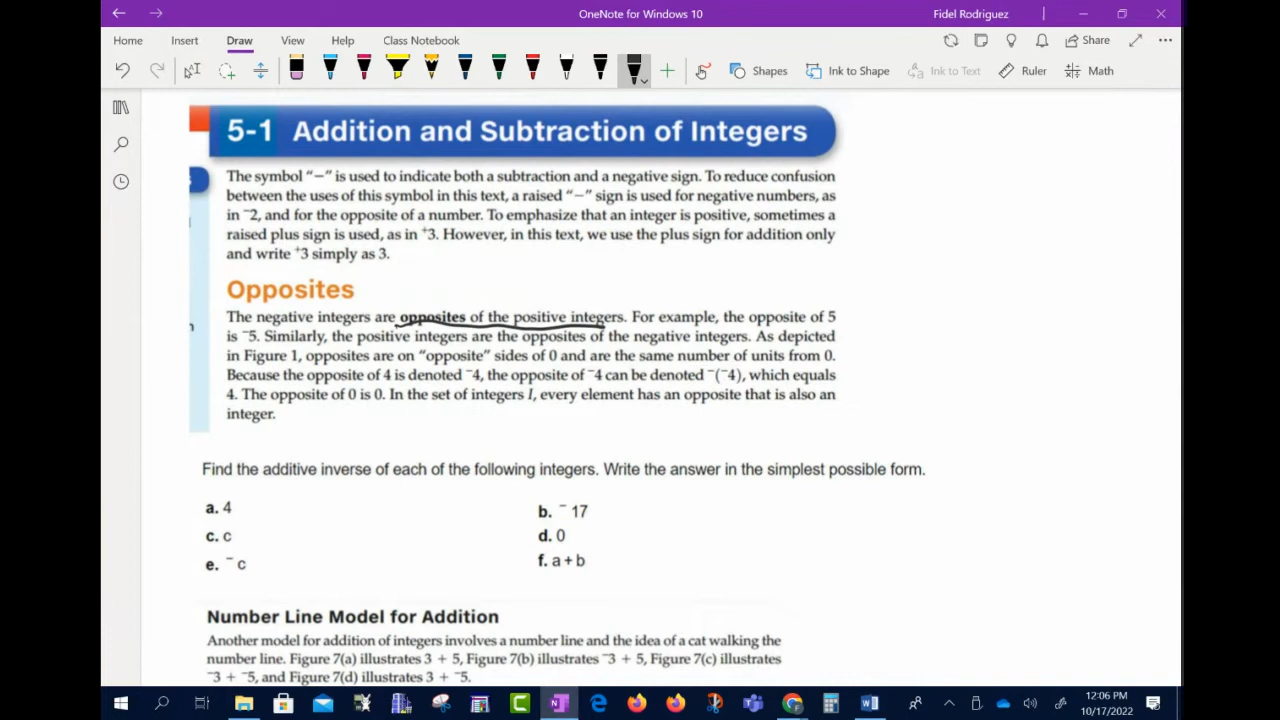 OneNote for Windows 10
Fidel Rodriguez
Home Insert Draw View Help Class Notebook
Share
Shapes Ink to Shape Ink to Text Ruler Math
5-1 Addition and Subtraction of Integers
The symbol “−” is used to indicate both a subtraction and a negative sign. To reduce confusion
between the uses of this symbol in this text, a raised “−” sign is used for negative numbers, as
in ⁻2, and for the opposite of a number. To emphasize that an integer is positive, sometimes a
raised plus sign is used, as in ⁺3. However, in this text, we use the plus sign for addition only
and write ⁺3 simply as 3.
Opposites
The negative integers are opposites of the positive integers. For example, the opposite of 5
is ⁻5. Similarly, the positive integers are the opposites of the negative integers. As depicted
in Figure 1, opposites are on “opposite” sides of 0 and are the same number of units from 0.
Because the opposite of 4 is denoted ⁻4, the opposite of ⁻4 can be denoted ⁻(⁻4), which equals
4. The opposite of 0 is 0. In the set of integers I, every element has an opposite that is also an
integer.
Find the additive inverse of each of the following integers. Write the answer in the simplest possible form.
a. 4 b. ⁻ 17
c. c d. 0
e. ⁻ c f. a + b
Number Line Model for Addition
Another model for addition of integers involves a number line and the idea of a cat walking the
number line. Figure 7(a) illustrates 3 + 5, Figure 7(b) illustrates ⁻3 + 5, Figure 7(c) illustrates
⁻3 + ⁻5, and Figure 7(d) illustrates 3 + ⁻5.
12:06 PM
10/17/2022